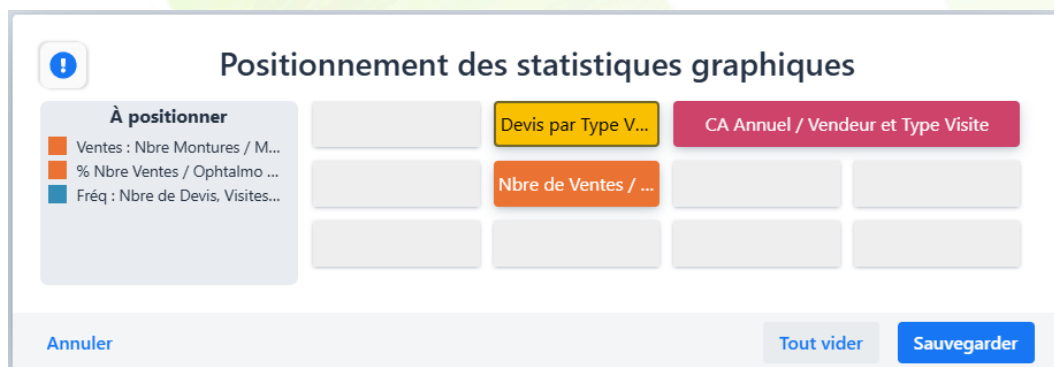 Positionnement des statistiques graphiques
À positionner
Ventes : Nbre Montures / M...
% Nbre Ventes / Ophtalmo ...
Fréq : Nbre de Devis, Visites...
Devis par Type V...
CA Annuel / Vendeur et Type Visite
Nbre de Ventes / ...
Annuler
Tout vider
Sauvegarder